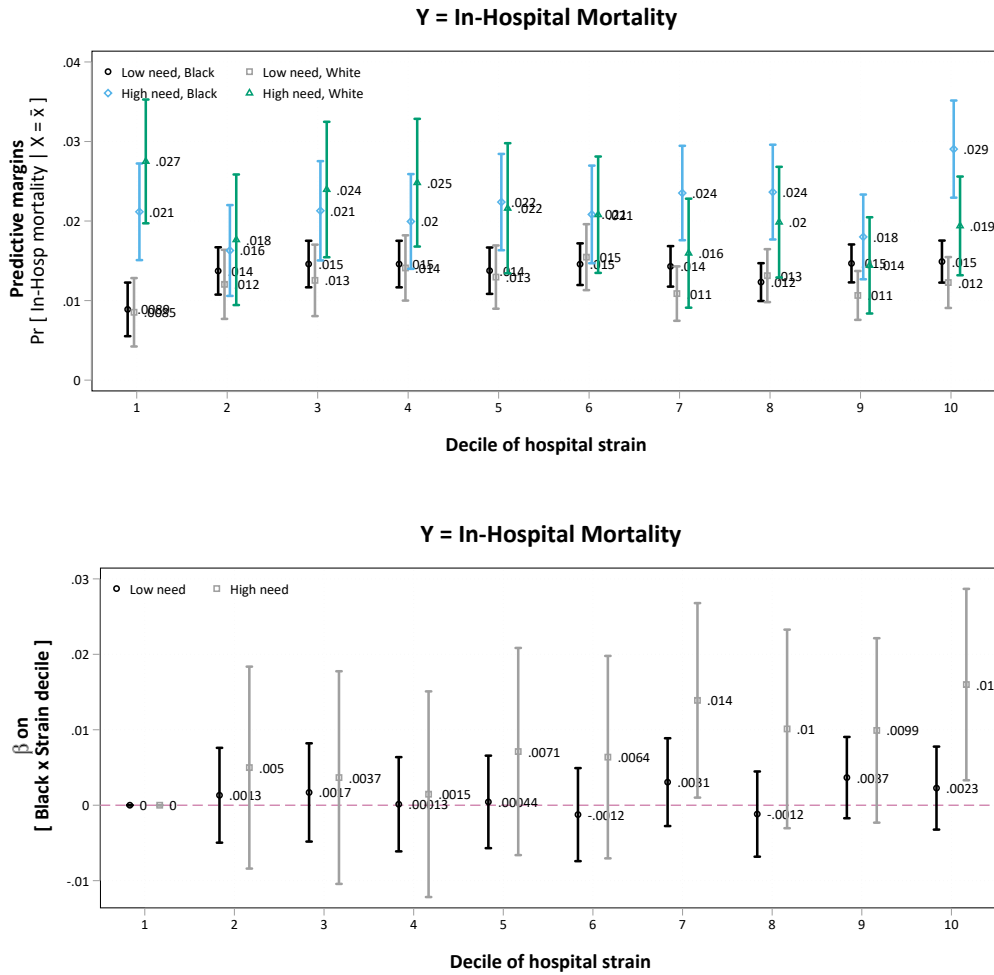 Y = In-Hospital Mortality
Predictive margins
Pr [ In-Hosp mortality | X = x̄ ]
.04
.03
.02
.01
0
Low need, Black
Low need, White
High need, Black
High need, White
.0089 .0085 .021 .027
.014 .012 .016 .018
.015 .013 .021 .024
.015 .014 .02 .025
.014 .013 .022 .022
.015 .015 .021 .021
.014 .011 .024 .016
.012 .013 .024 .02
.015 .011 .018 .014
.015 .012 .029 .019
1 2 3 4 5 6 7 8 9 10
Decile of hospital strain
Y = In-Hospital Mortality
β on
[ Black x Strain decile ]
.03
.02
.01
0
-.01
Low need
High need
0 0
.0013 .005
.0017 .0037
.00013 .0015
.00044 .0071
-.0012 .0064
.0031 .014
-.0012 .01
.0037 .0099
.0023 .01
1 2 3 4 5 6 7 8 9 10
Decile of hospital strain